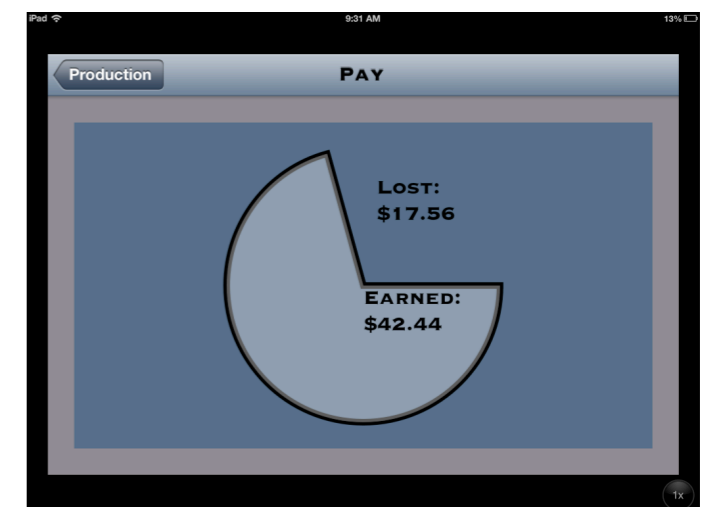 iPad 9:31 AM 13%
Production Pay
Lost:
$17.56
Earned:
$42.44
1x